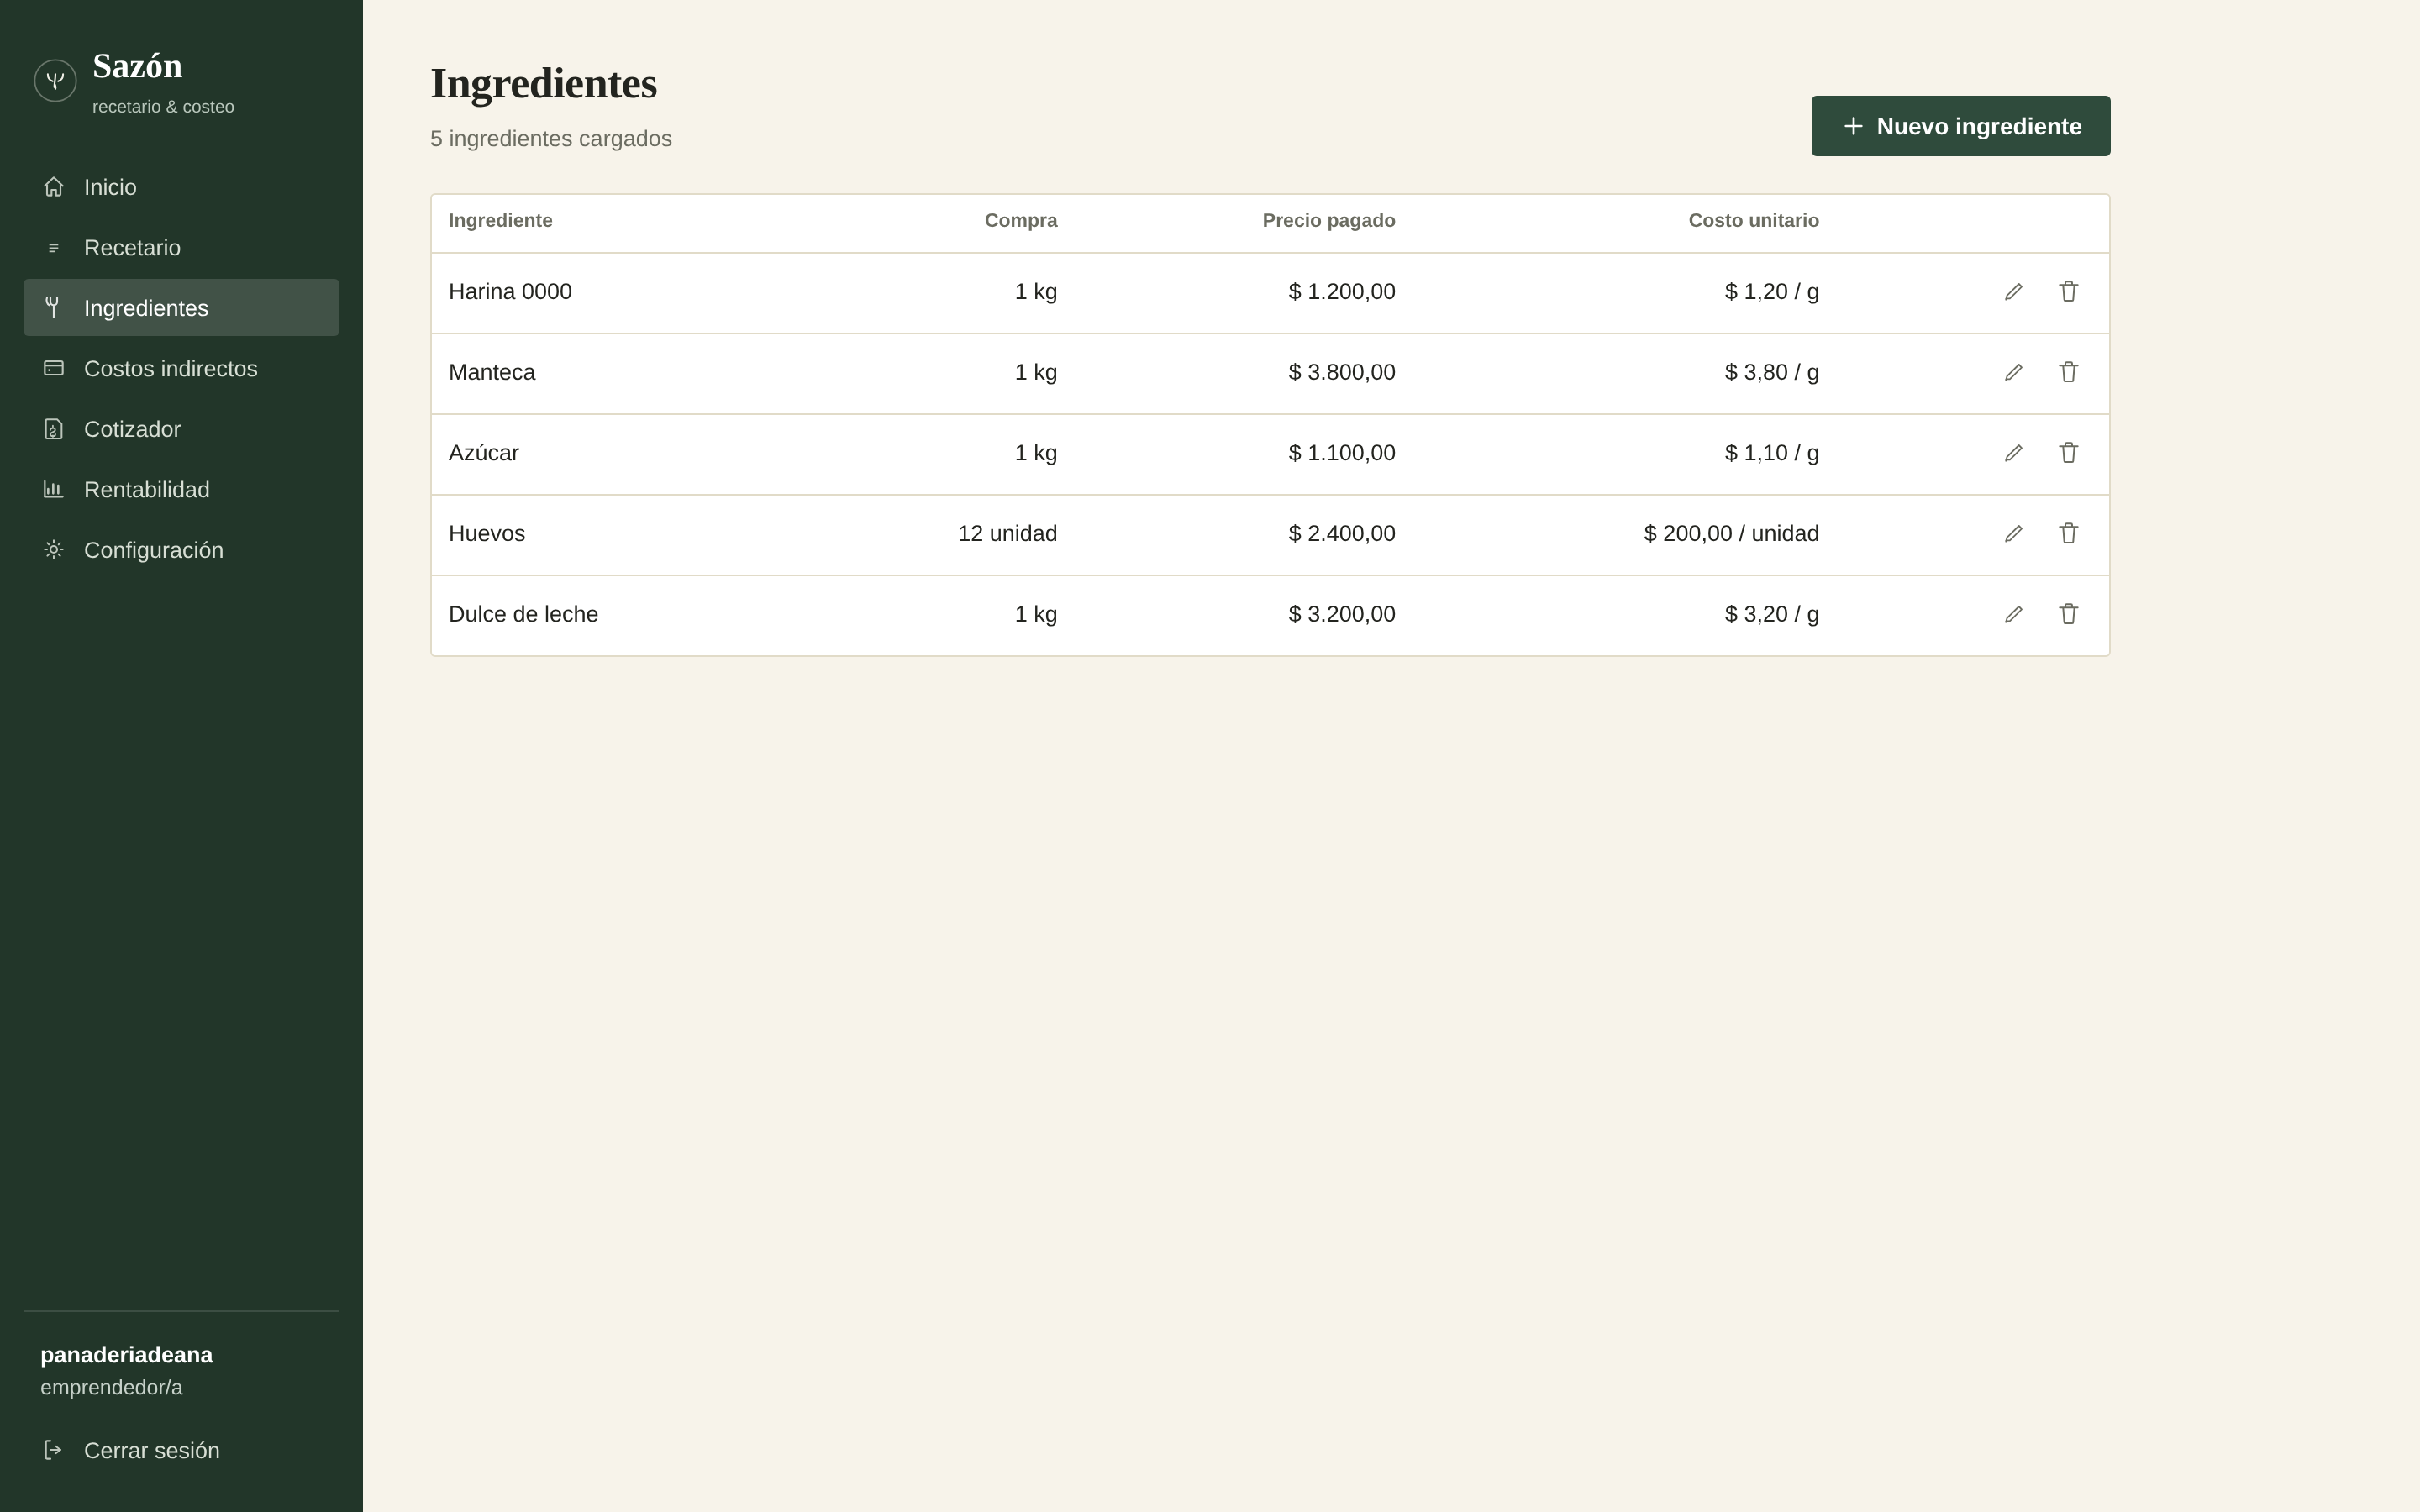 Sazón
recetario & costeo
Inicio
Recetario
Ingredientes
Costos indirectos
Cotizador
Rentabilidad
Configuración
panaderiadeana
emprendedor/a
Cerrar sesión
Ingredientes
5 ingredientes cargados
Nuevo ingrediente
Ingrediente Compra Precio pagado Costo unitario
Harina 0000 1 kg $ 1.200,00 $ 1,20 / g
Manteca 1 kg $ 3.800,00 $ 3,80 / g
Azúcar 1 kg $ 1.100,00 $ 1,10 / g
Huevos 12 unidad $ 2.400,00 $ 200,00 / unidad
Dulce de leche 1 kg $ 3.200,00 $ 3,20 / g